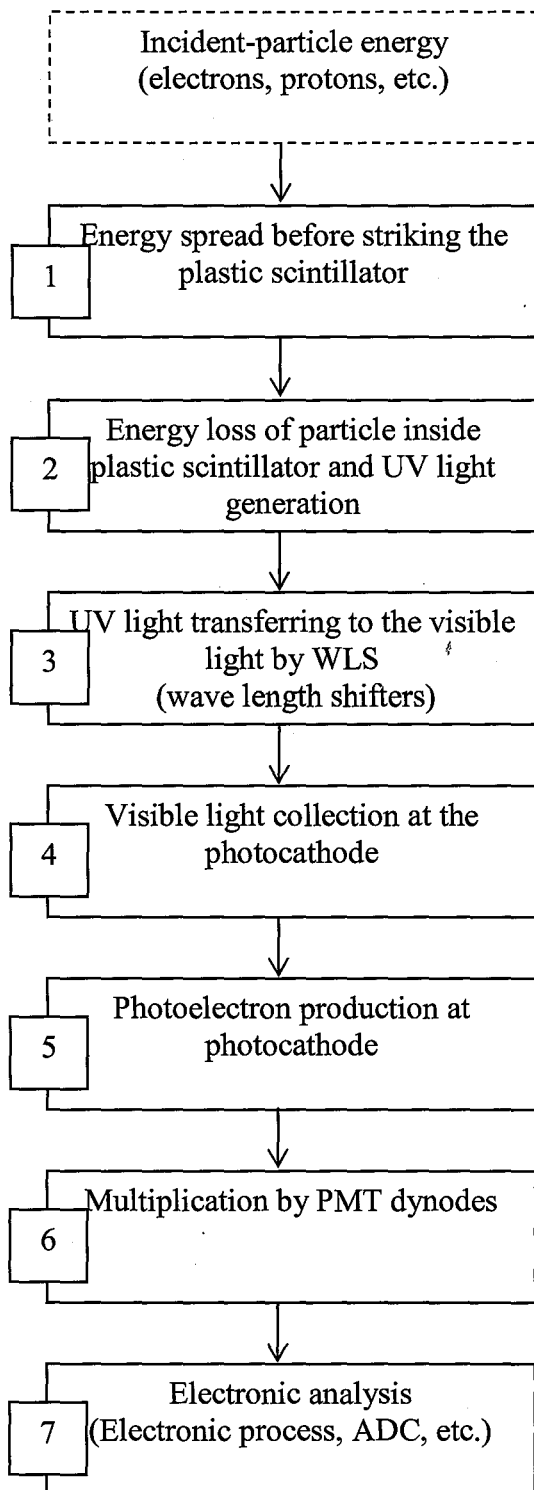 Incident-particle energy
(electrons, protons, etc.)
Energy spread before striking the
plastic scintillator
1
Energy loss of particle inside
plastic scintillator and UV light
generation
2
UV light transferring to the visible
light by WLS
(wave length shifters)
3
Visible light collection at the
photocathode
4
Photoelectron production at
photocathode
5
Multiplication by PMT dynodes
6
Electronic analysis
(Electronic process, ADC, etc.)
7